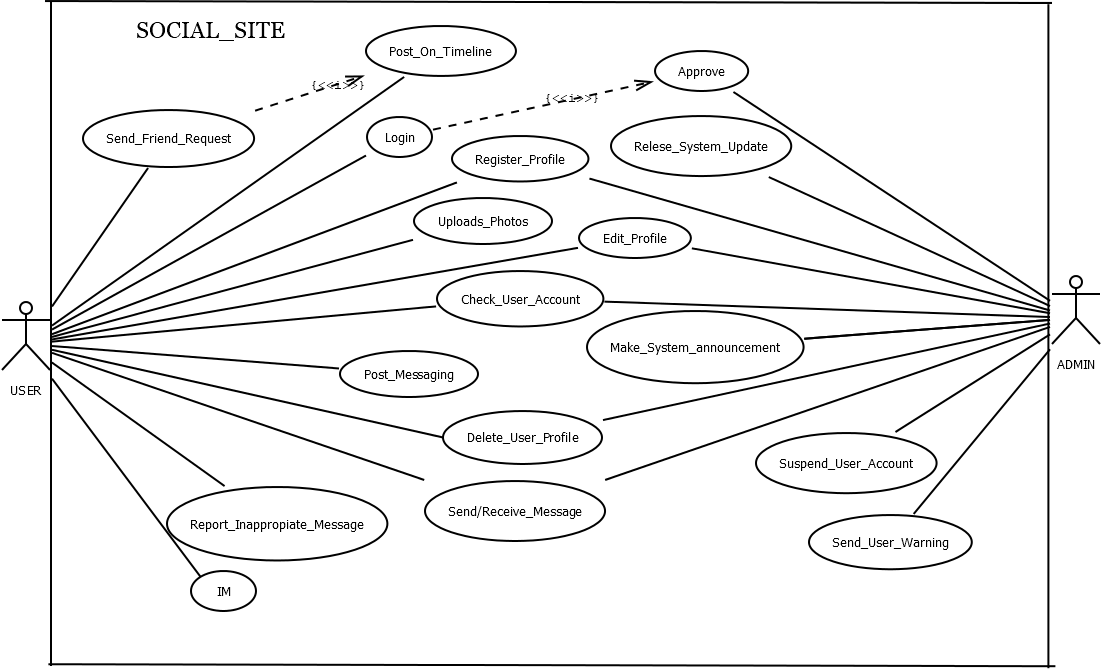 SOCIAL_SITE
Post_On_Timeline
{<<i>>}
Approve
{<<i>>}
Send_Friend_Request
Login
Register_Profile
Relese_System_Update
Uploads_Photos
Edit_Profile
Check_User_Account
Make_System_announcement
USER
ADMIN
Post_Messaging
Delete_User_Profile
Suspend_User_Account
Send/Receive_Message
Report_Inappropiate_Message
Send_User_Warning
IM